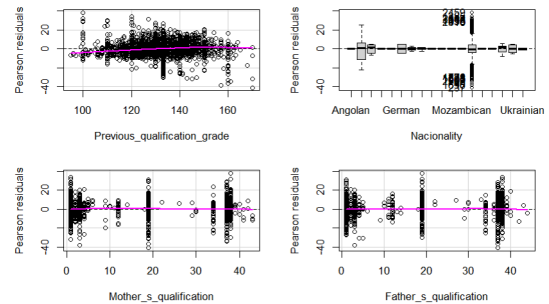 Pearson residuals
20
0
-40
100
120
140
160
Previous_qualification_grade
Pearson residuals
20
0
-40
Angolan
German
Mozambican
Ukrainian
Nacionality
Pearson residuals
20
0
-40
0
10
20
30
40
Mother_s_qualification
Pearson residuals
20
0
-40
0
10
20
30
40
Father_s_qualification